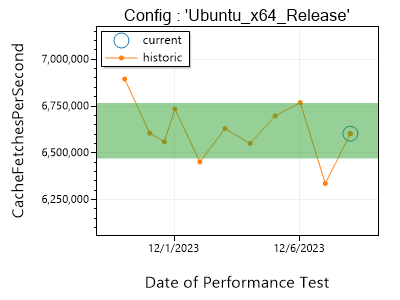 Config : 'Ubuntu_x64_Release'
current
historic
7,000,000
6,750,000
6,500,000
6,250,000
CacheFetchesPerSecond
12/1/2023
12/6/2023
Date of Performance Test